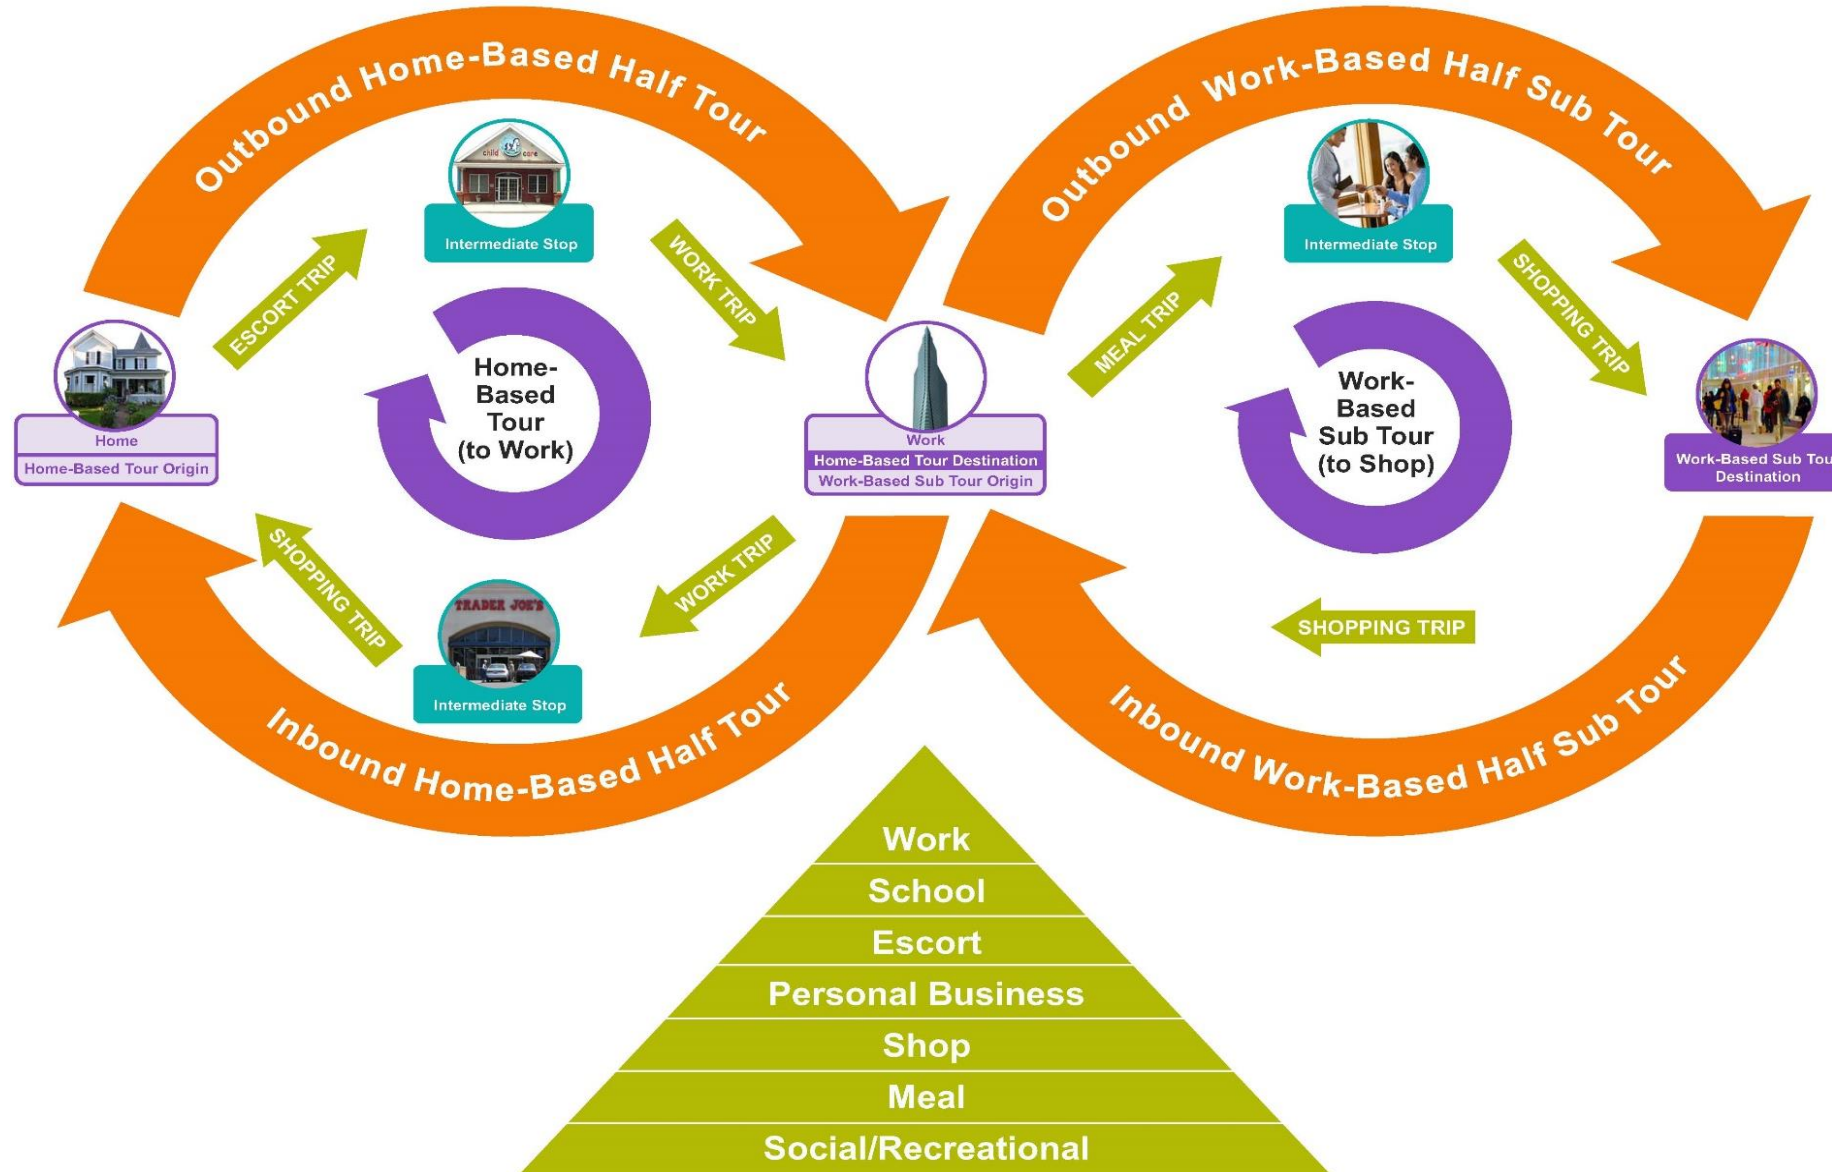 Outbound Home-Based Half Tour
Outbound Work-Based Half Sub Tour
child care
Intermediate Stop
Intermediate Stop
ESCORT TRIP
WORK TRIP
MEAL TRIP
SHOPPING TRIP
Home-
Based
Tour
(to Work)
Work-
Based
Sub Tour
(to Shop)
Home
Home-Based Tour Origin
Work
Home-Based Tour Destination
Work-Based Sub Tour Origin
Work-Based Sub Tou
Destination
SHOPPING TRIP
WORK TRIP
SHOPPING TRIP
TRADER JOE'S
Intermediate Stop
Inbound Home-Based Half Tour
Inbound Work-Based Half Sub Tour
Work
School
Escort
Personal Business
Shop
Meal
Social/Recreational